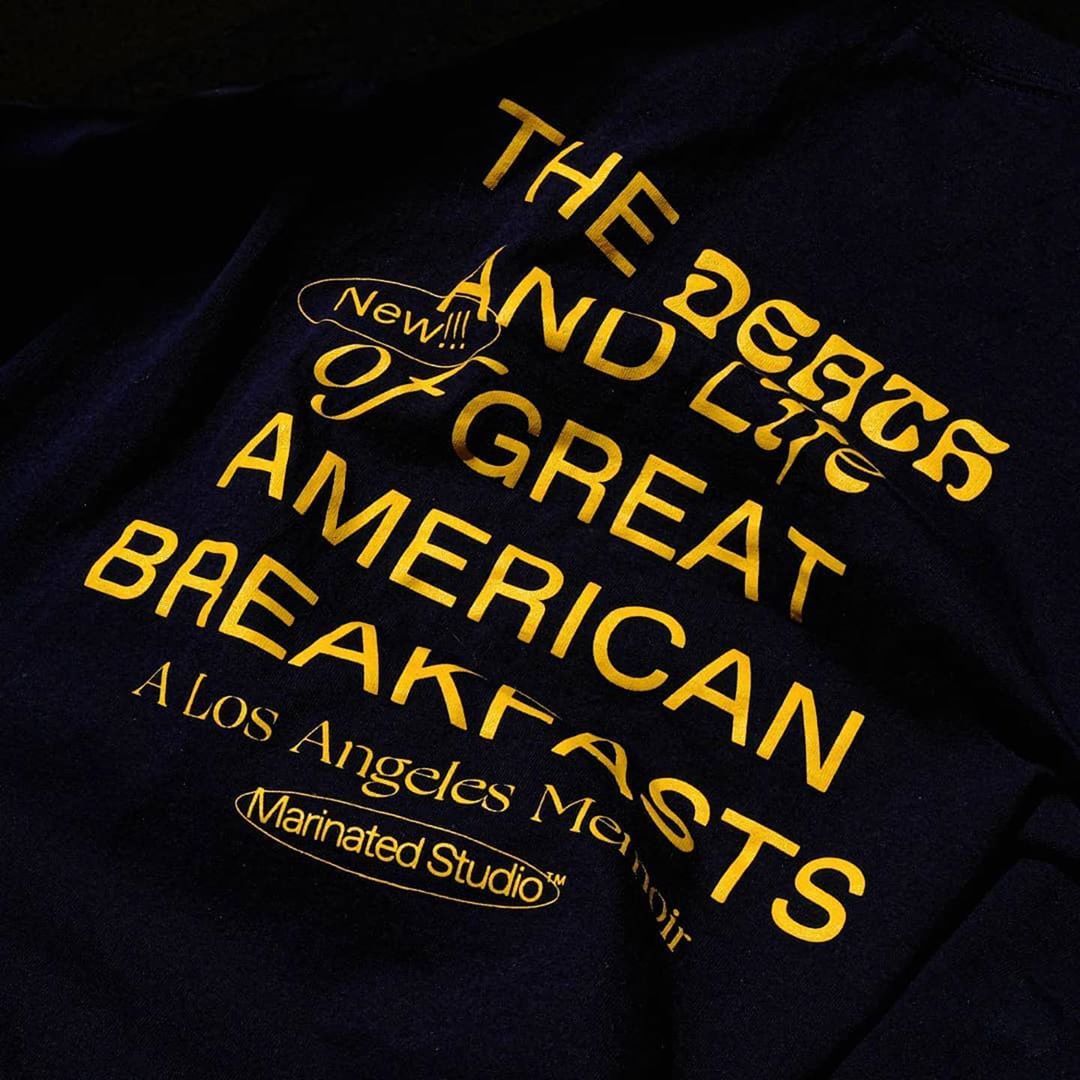 THE DEATH
AND LIFE
New!!!
of GREAT
AMERICAN
BREAKFASTS
A Los Angeles Memoir
Marinated Studio™